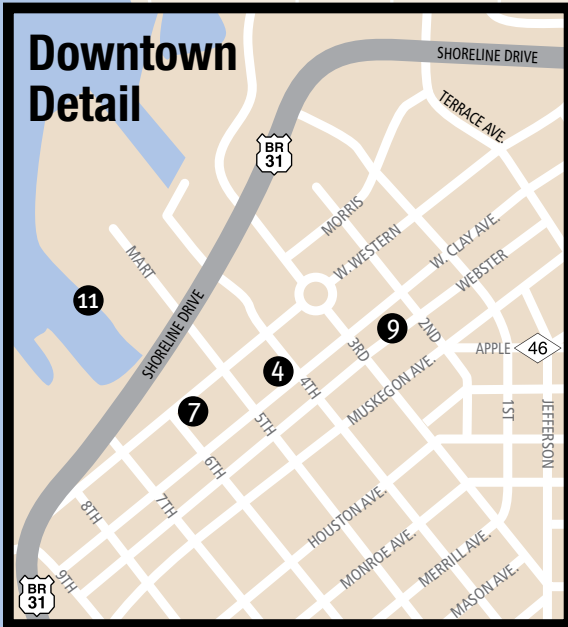 Downtown
Detail
SHORELINE DRIVE
TERRACE AVE.
BR
31
MORRIS
W. WESTERN
W. CLAY AVE.
WEBSTER
MART
11
SHORELINE DRIVE
9
2ND
3RD
APPLE
46
4
4TH
MUSKEGON AVE.
7
5TH
1ST
JEFFERSON
6TH
7TH
8TH
HOUSTON AVE.
MONROE AVE.
MERRILL AVE.
MASON AVE.
9TH
BR
31